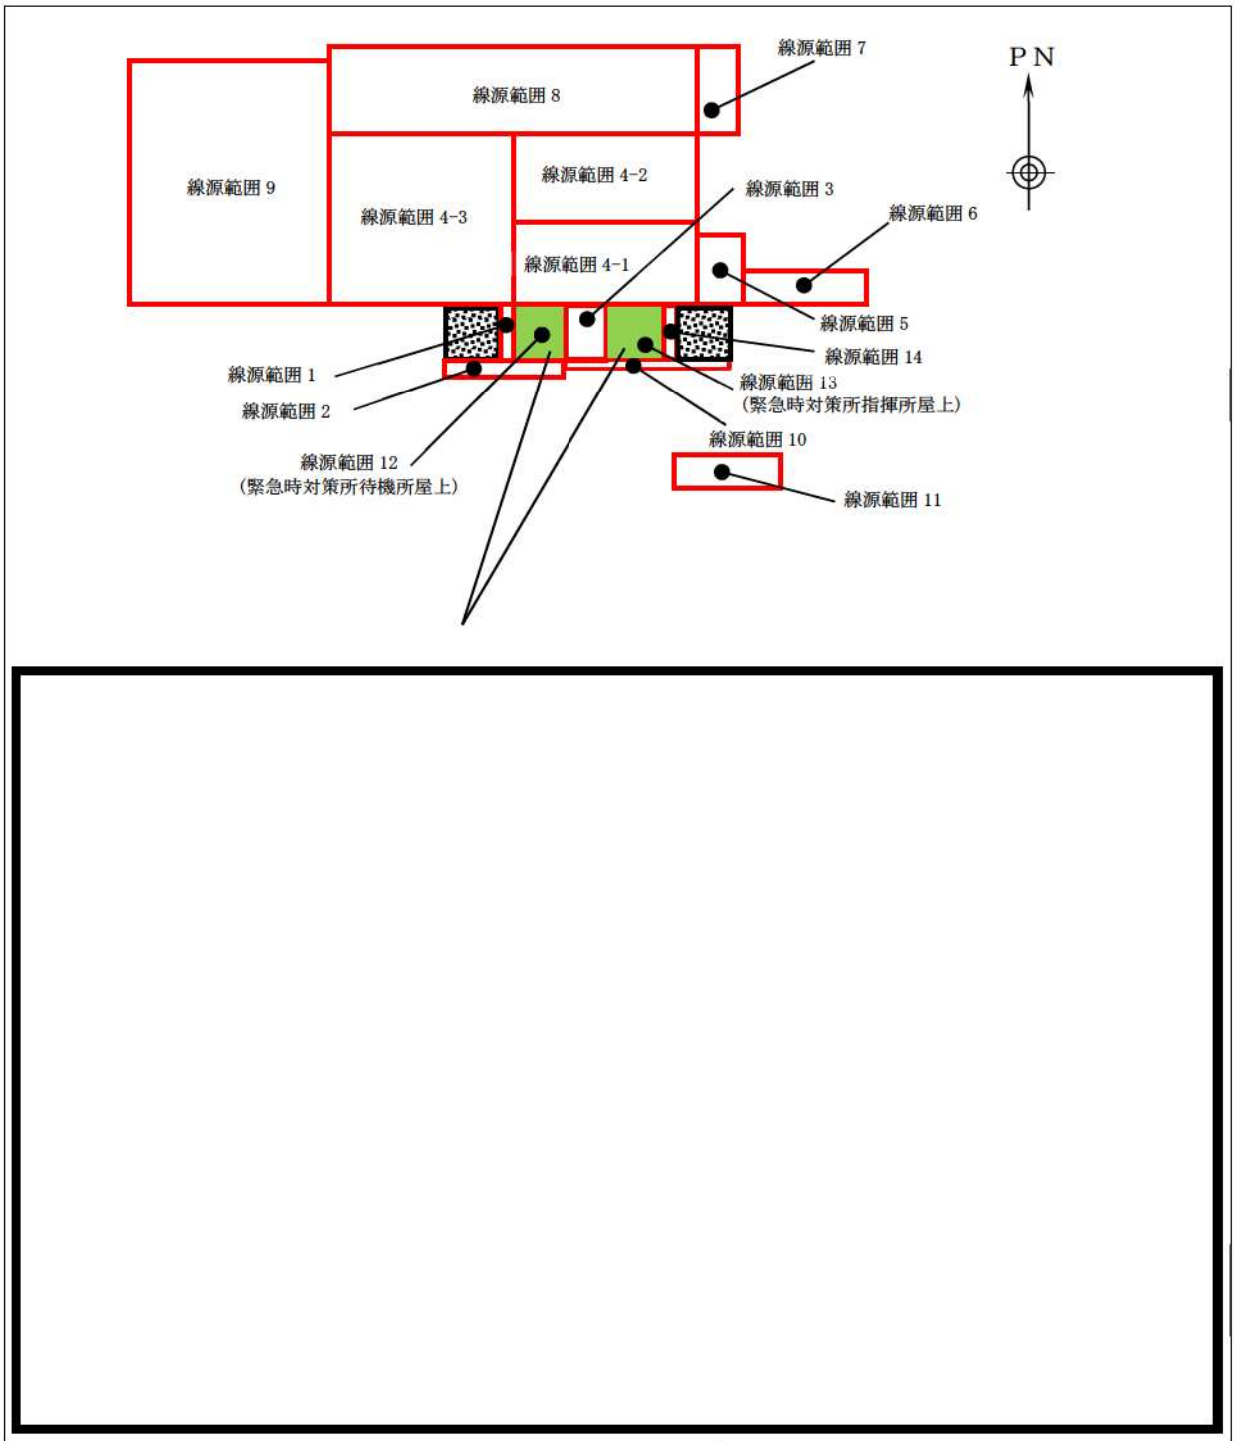 線源範囲 7
PN
線源範囲 8
線源範囲 4-2
線源範囲 3
線源範囲 9
線源範囲 4-3
線源範囲 6
線源範囲 4-1
線源範囲 5
線源範囲 14
線源範囲 1
線源範囲 13
(緊急時対策所指揮所屋上)
線源範囲 2
線源範囲 10
線源範囲 12
(緊急時対策所待機所屋上)
線源範囲 11